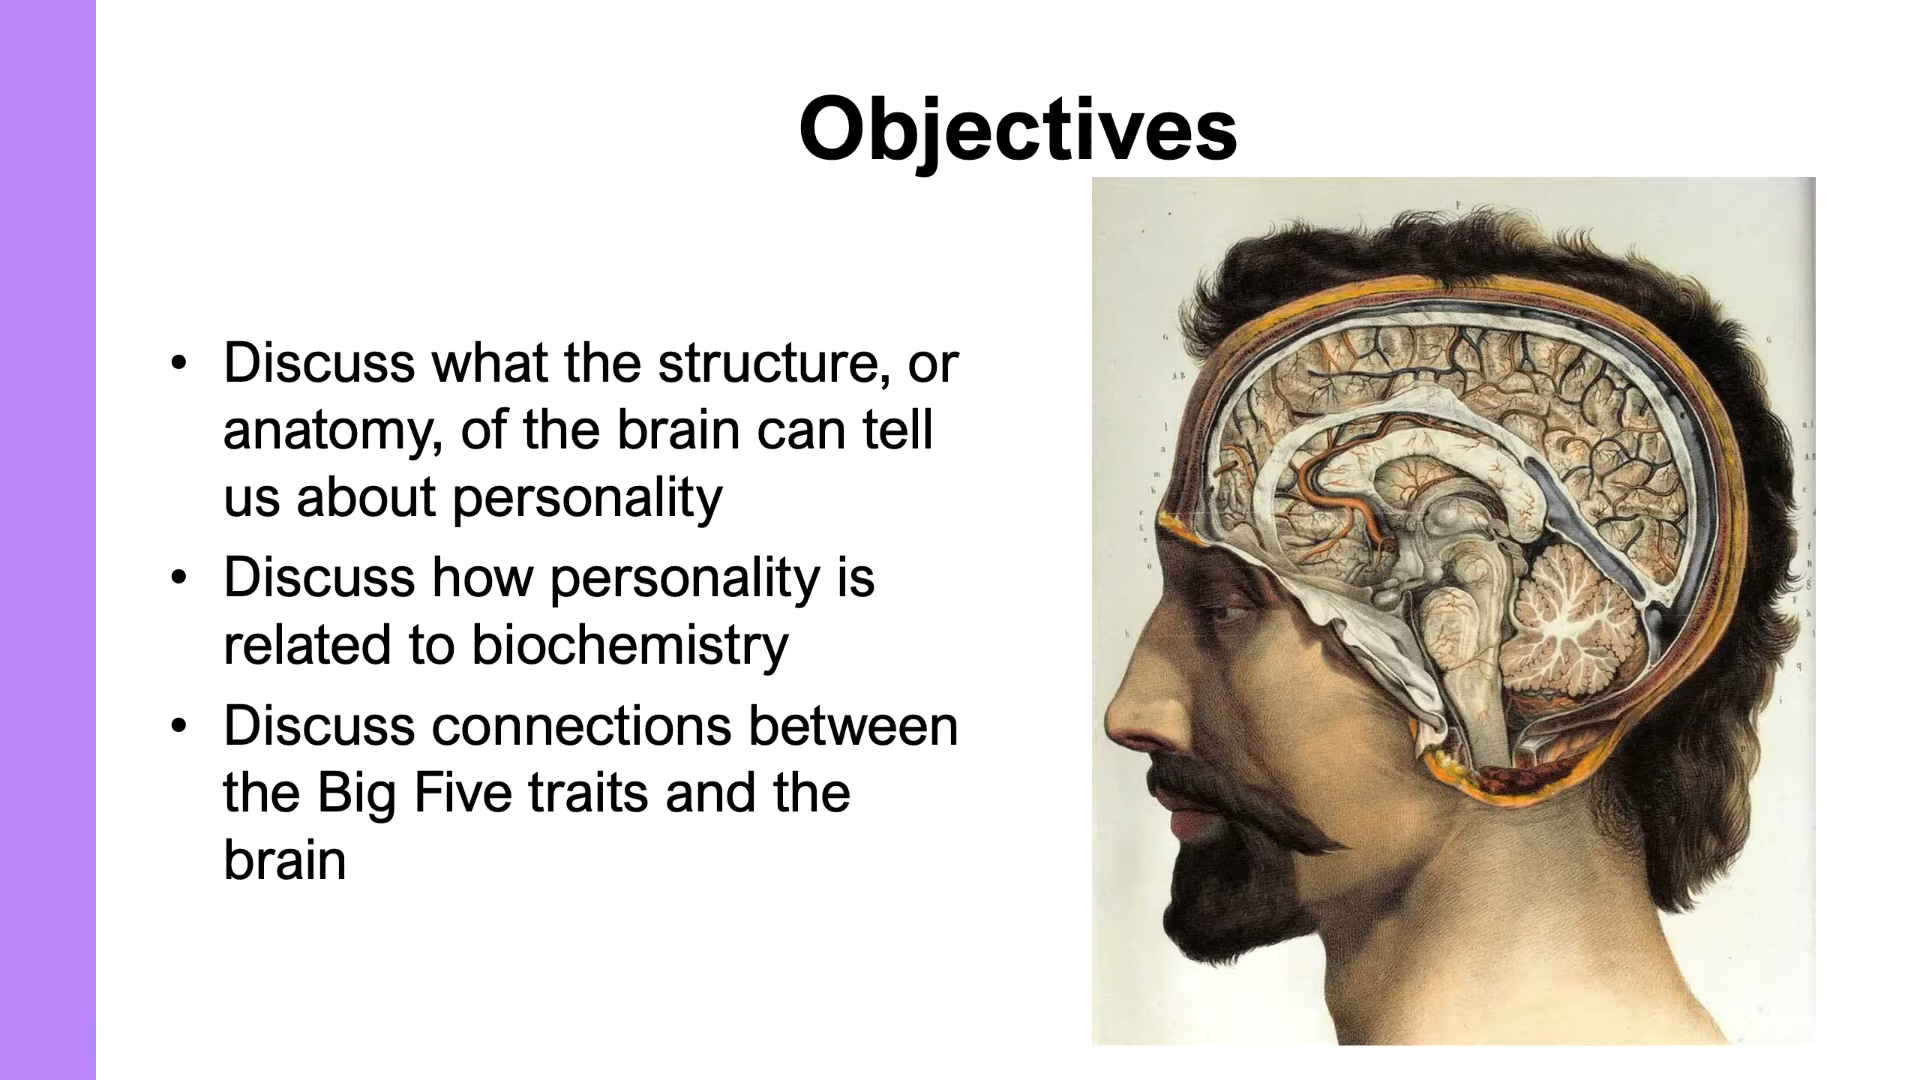 Objectives
• Discuss what the structure, or
anatomy, of the brain can tell
us about personality
• Discuss how personality is
related to biochemistry
• Discuss connections between
the Big Five traits and the
brain